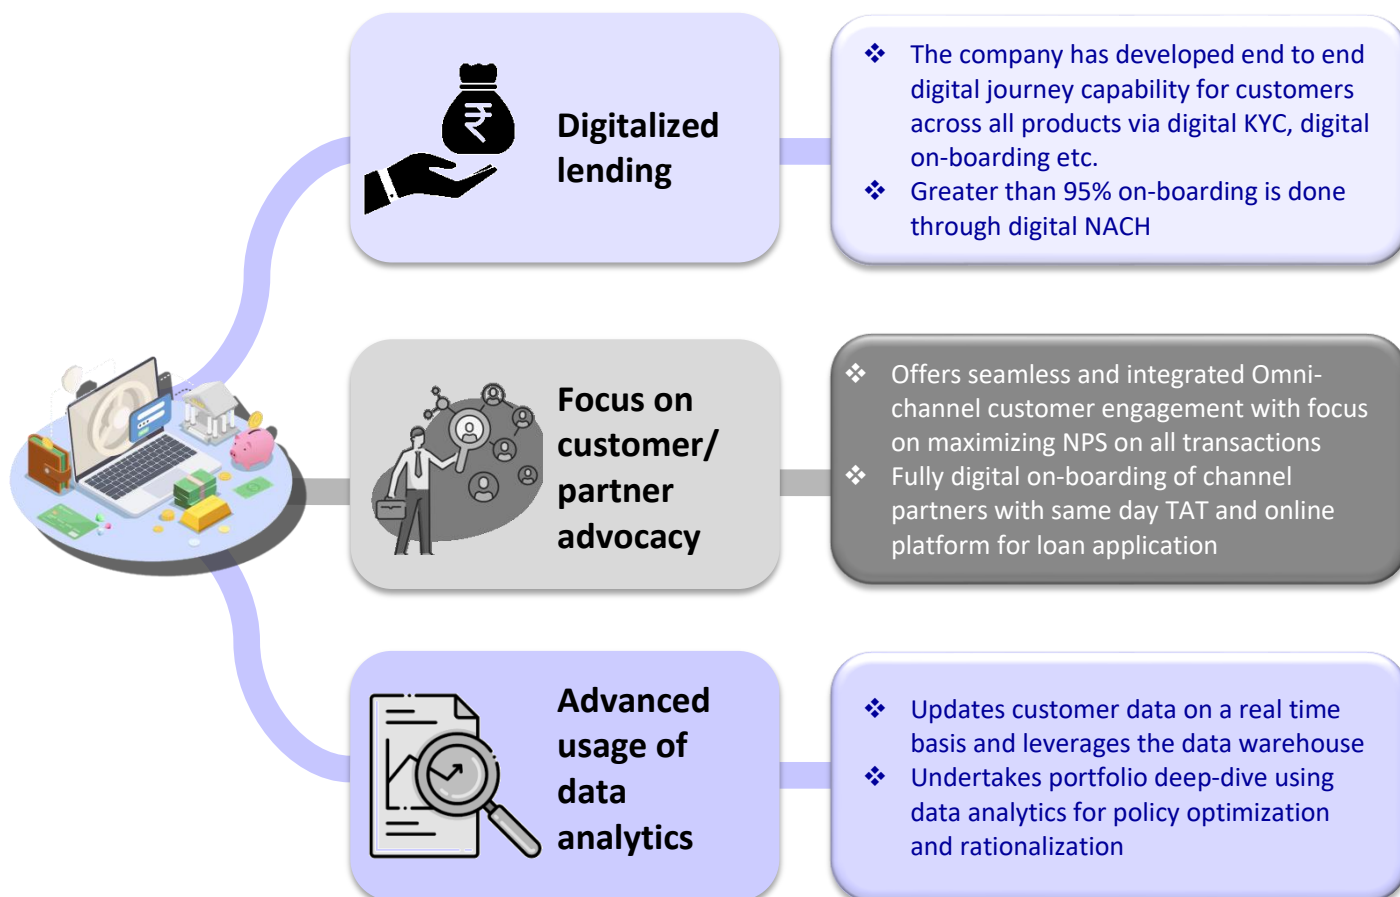 Digitalized
lending
❖ The company has developed end to end
digital journey capability for customers
across all products via digital KYC, digital
on-boarding etc.
❖ Greater than 95% on-boarding is done
through digital NACH
Focus on
customer/
partner
advocacy
❖ Offers seamless and integrated Omni-
channel customer engagement with focus
on maximizing NPS on all transactions
❖ Fully digital on-boarding of channel
partners with same day TAT and online
platform for loan application
Advanced
usage of
data
analytics
❖ Updates customer data on a real time
basis and leverages the data warehouse
❖ Undertakes portfolio deep-dive using
data analytics for policy optimization
and rationalization